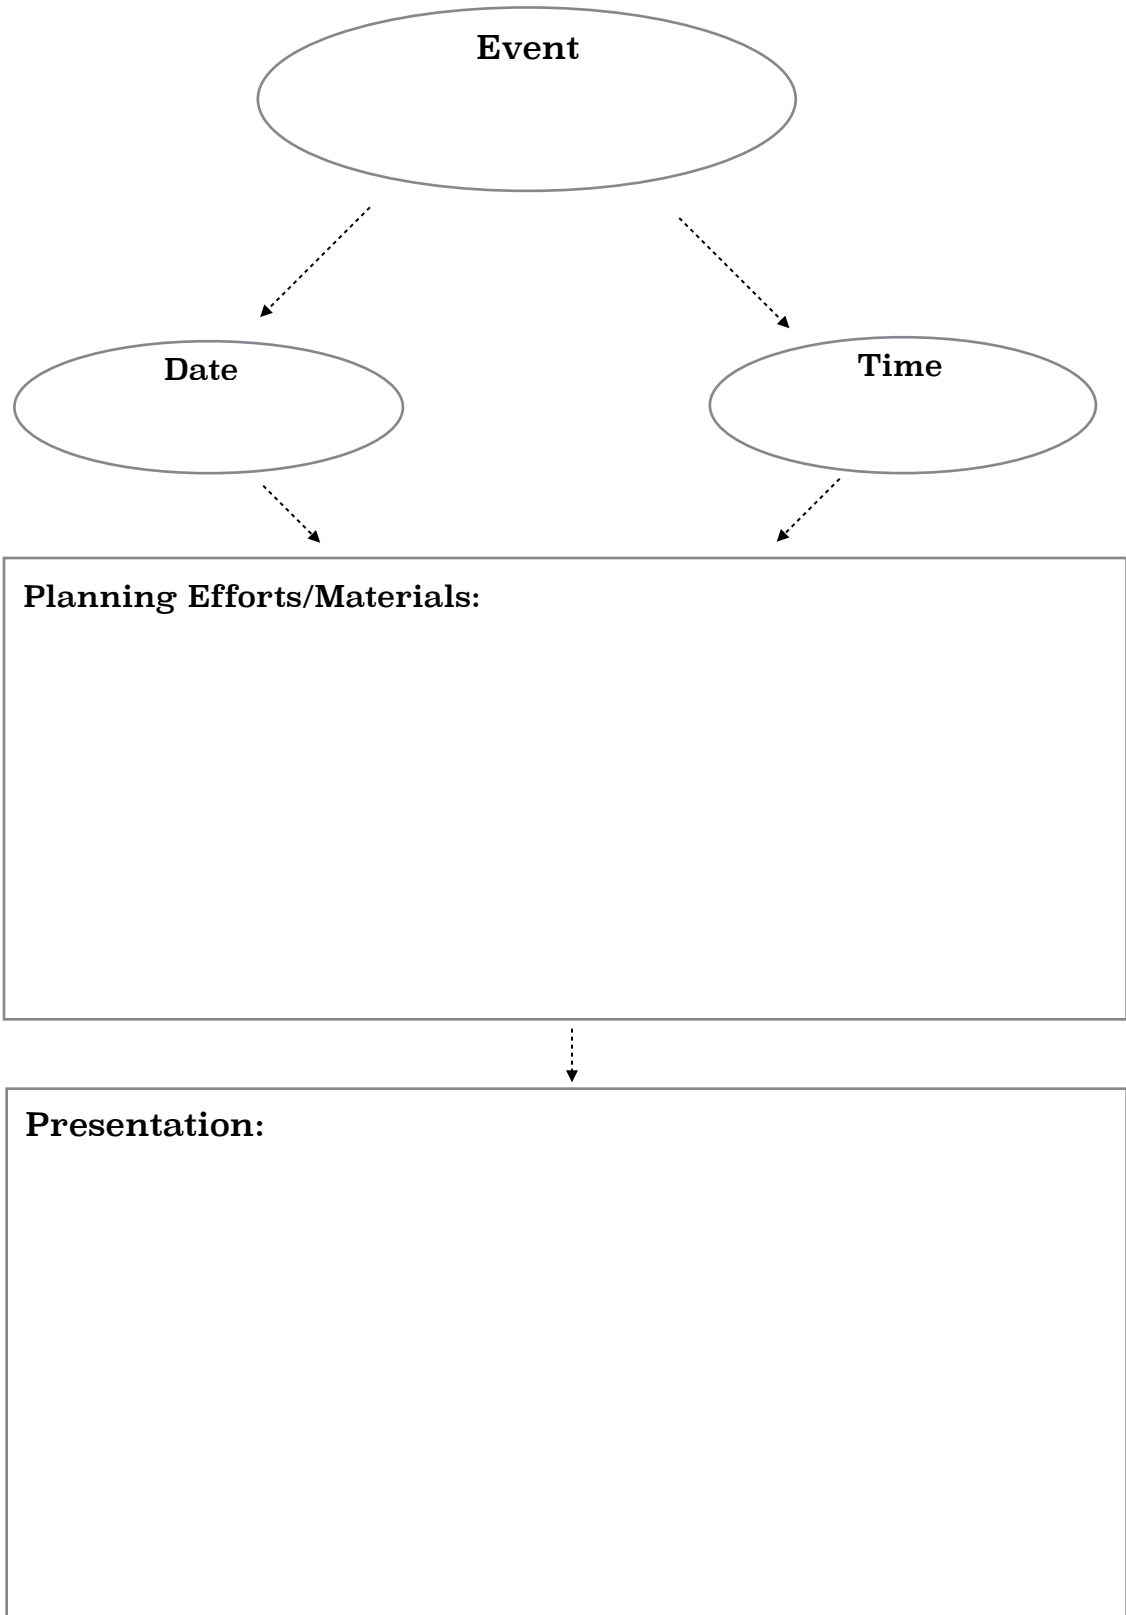 Event
Date
Time
Planning Efforts/Materials:
Presentation: